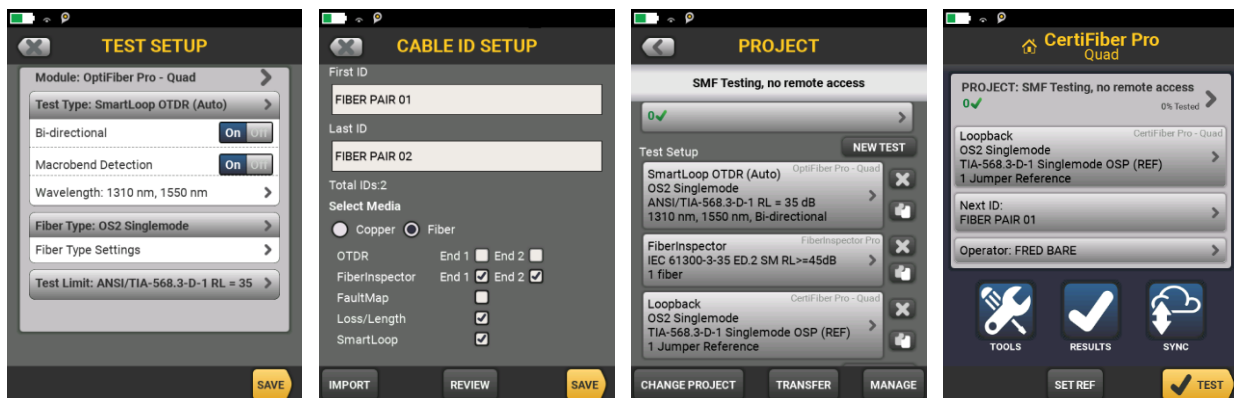 TEST SETUP
Module: OptiFiber Pro - Quad
Test Type: SmartLoop OTDR (Auto)
Bi-directional
On Off
Macrobend Detection
On Off
Wavelength: 1310 nm, 1550 nm
Fiber Type: OS2 Singlemode
Fiber Type Settings
Test Limit: ANSI/TIA-568.3-D-1 RL = 35
SAVE
CABLE ID SETUP
First ID
FIBER PAIR 01
Last ID
FIBER PAIR 02
Total IDs:2
Select Media
Copper Fiber
OTDR End 1 End 2
FiberInspector End 1 End 2
FaultMap
Loss/Length
SmartLoop
IMPORT REVIEW SAVE
PROJECT
SMF Testing, no remote access
0
Test Setup NEW TEST
SmartLoop OTDR (Auto) OptiFiber Pro - Quad
OS2 Singlemode
ANSI/TIA-568.3-D-1 RL = 35 dB
1310 nm, 1550 nm, Bi-directional
FiberInspector FiberInspector Pro
IEC 61300-3-35 ED.2 SM RL>=45dB
1 fiber
Loopback CertiFiber Pro - Quad
OS2 Singlemode
TIA-568.3-D-1 Singlemode OSP (REF)
1 Jumper Reference
CHANGE PROJECT TRANSFER MANAGE
CertiFiber Pro
Quad
PROJECT: SMF Testing, no remote access
0 0% Tested
Loopback CertiFiber Pro - Quad
OS2 Singlemode
TIA-568.3-D-1 Singlemode OSP (REF)
1 Jumper Reference
Next ID:
FIBER PAIR 01
Operator: FRED BARE
TOOLS RESULTS SYNC
SET REF TEST